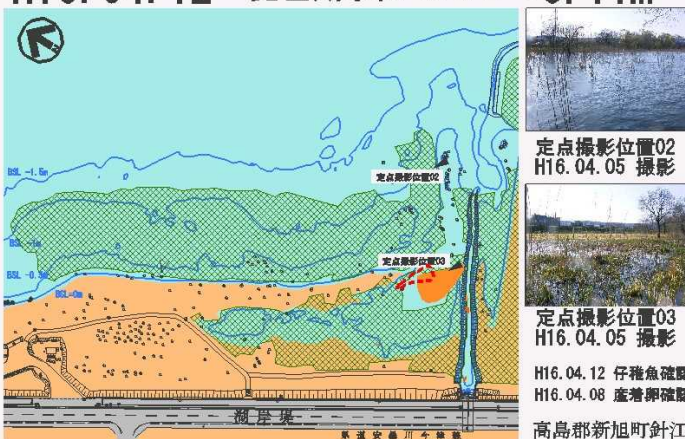 BSL -1.5m
定点撮影位置02
BSL -1m
定点撮影位置03
BSL -0.5m
BSL-0m
湖岸堤
定点撮影位置02
H16.04.05 撮影
定点撮影位置03
H16.04.05 撮影
H16.04.12 仔稚魚確認
H16.04.08 産着卵確認
高島郡新旭町針江